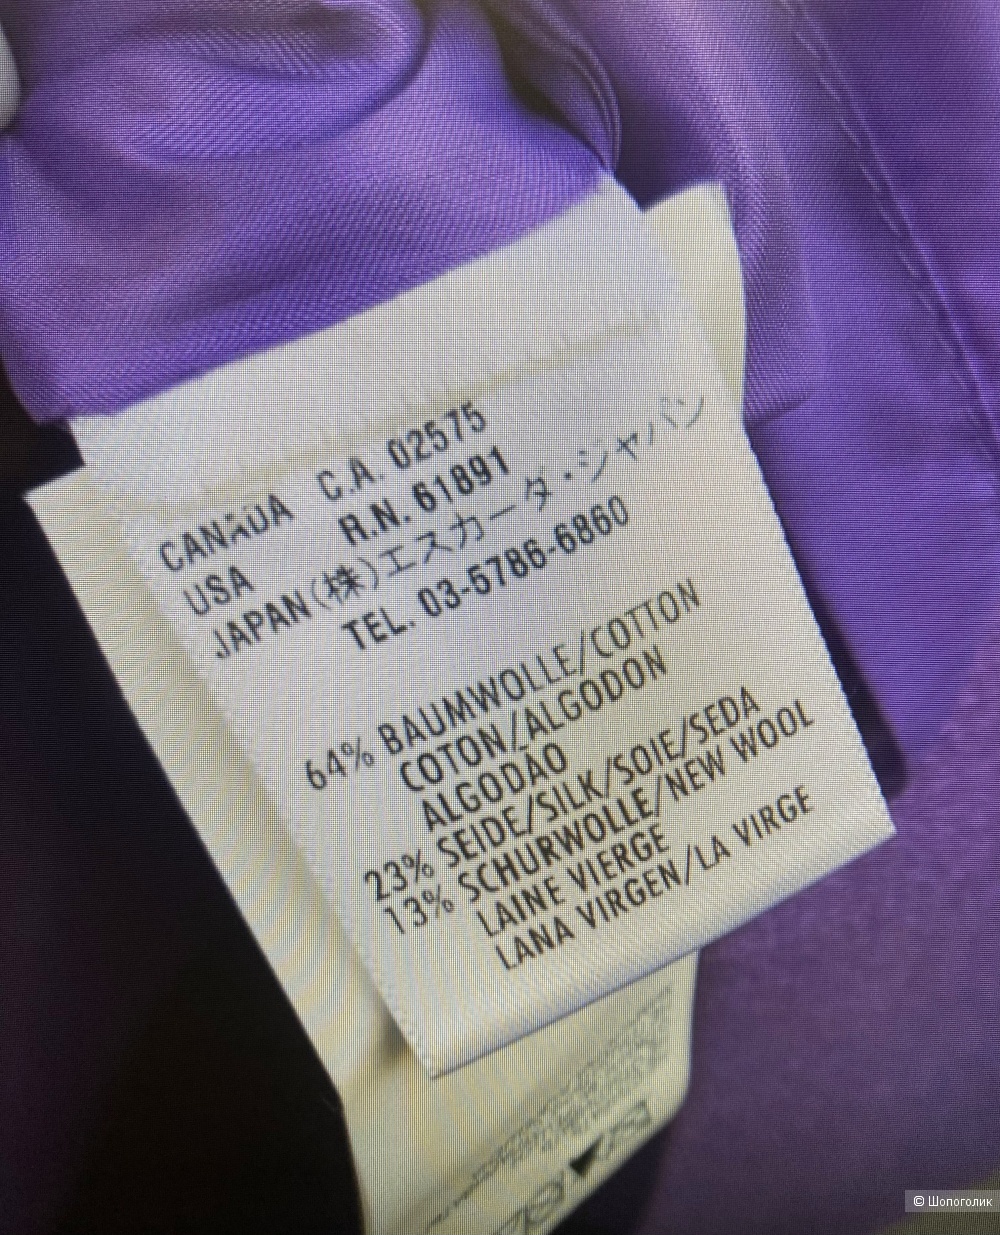 CANADA C.A. 02575
USA R.N. 61891
JAPAN(株)エスカーダ・ジャパン
TEL. 03-5786-6860
64% BAUMWOLLE/COTTON
COTON/ALGODON
ALGODÃO
23% SEIDE/SILK/SOIE/SEDA
13% SCHURWOLLE/NEW WOOL
LAINE VIERGE
LANA VIRGEN/LA VIRGE
© Шопоголик